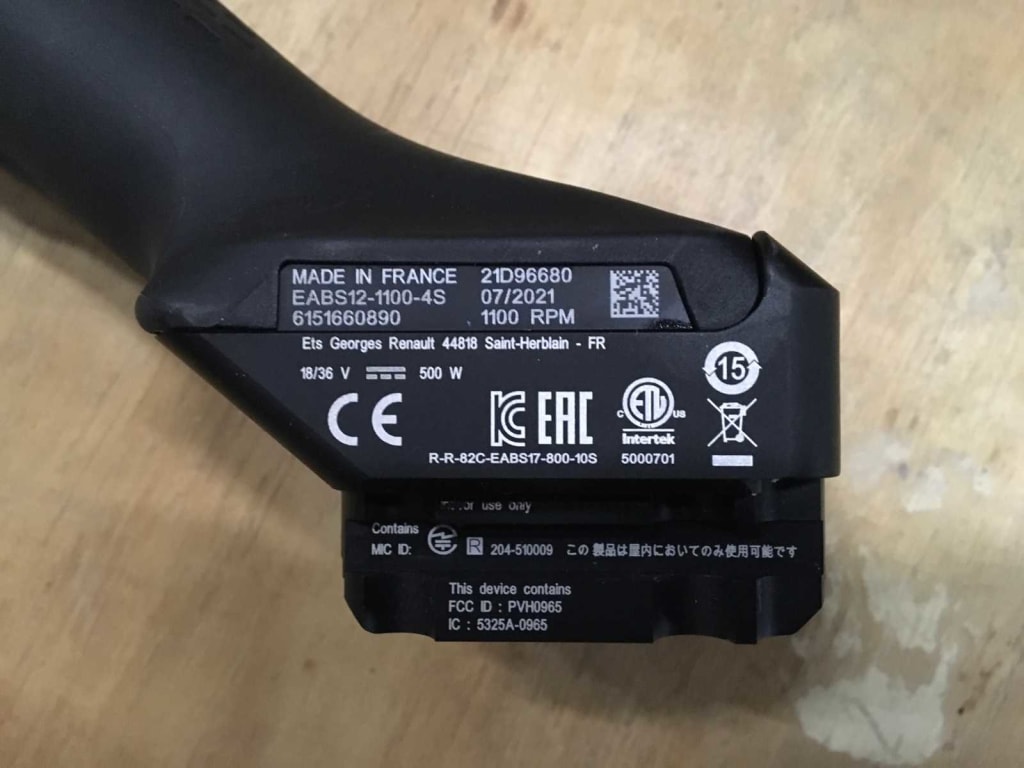 MADE IN FRANCE 21D96680
EABS12-1100-4S 07/2021
6151660890 1100 RPM
Ets Georges Renault 44818 Saint-Herblain - FR
18/36 V 500 W
15
CE EAC
C ETL US
Intertek
R-R-82C-EABS17-800-10S 5000701
use only
Contains
MIC ID: R 204-510009 この製品は屋内においてのみ使用可能です
This device contains
FCC ID : PVH0965
IC : 5325A-0965